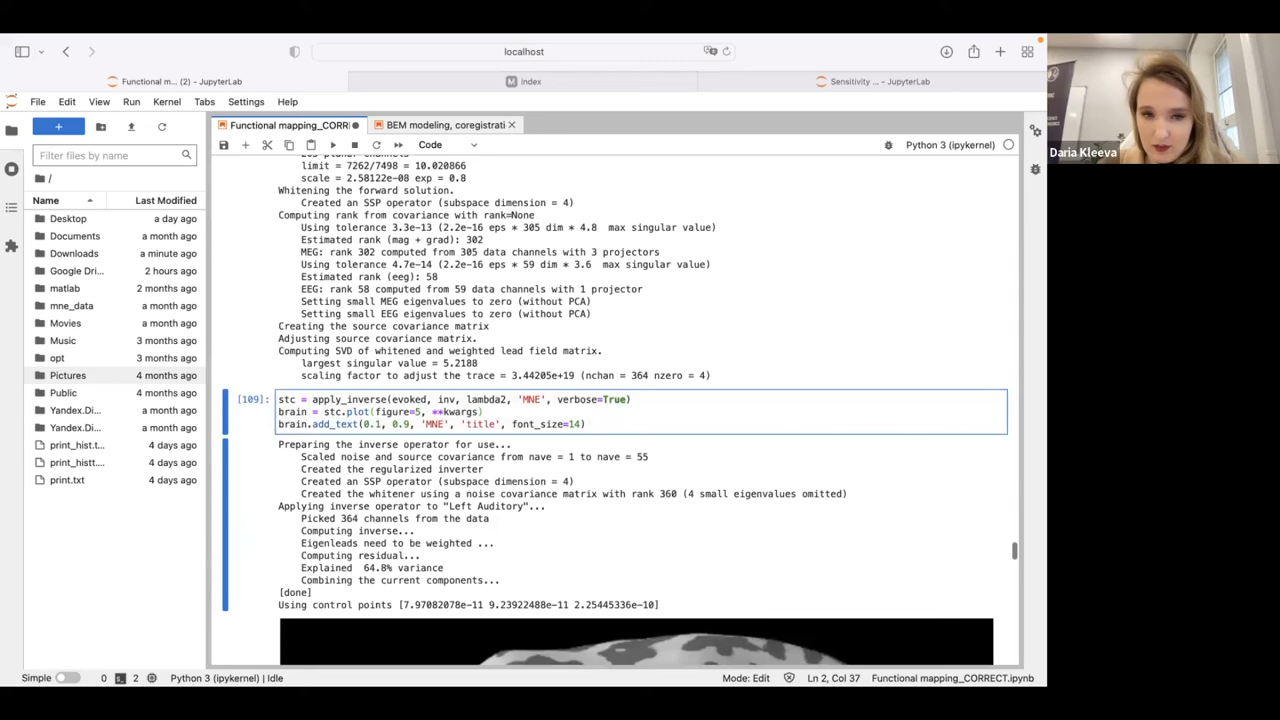 localhost
Functional m... (2) - JupyterLab
index
Sensitivity ... - JupyterLab
File Edit View Run Kernel Tabs Settings Help
Functional mapping_CORR
BEM modeling, coregistrati
Code
Python 3 (ipykernel)
Filter files by name
/
Name Last Modified
Desktop a day ago
Documents a month ago
Downloads a minute ago
Google Dri... 2 hours ago
matlab 2 months ago
mne_data a month ago
Movies a month ago
Music 3 months ago
opt 3 months ago
Pictures 4 months ago
Public 4 months ago
Yandex.Di... a month ago
Yandex.Di... a month ago
print_hist.t... 4 days ago
print_histt.... 4 days ago
print.txt 4 days ago
limit = 7262/7498 = 10.020866
scale = 2.58122e-08 exp = 0.8
Whitening the forward solution.
Created an SSP operator (subspace dimension = 4)
Computing rank from covariance with rank=None
Using tolerance 3.3e-13 (2.2e-16 eps * 305 dim * 4.8 max singular value)
Estimated rank (mag + grad): 302
MEG: rank 302 computed from 305 data channels with 3 projectors
Using tolerance 4.7e-14 (2.2e-16 eps * 59 dim * 3.6 max singular value)
Estimated rank (eeg): 58
EEG: rank 58 computed from 59 data channels with 1 projector
Setting small MEG eigenvalues to zero (without PCA)
Setting small EEG eigenvalues to zero (without PCA)
Creating the source covariance matrix
Adjusting source covariance matrix.
Computing SVD of whitened and weighted lead field matrix.
largest singular value = 5.2188
scaling factor to adjust the trace = 3.44205e+19 (nchan = 364 nzero = 4)
[109]: stc = apply_inverse(evoked, inv, lambda2, 'MNE', verbose=True)
brain = stc.plot(figure=5, **kwargs)
brain.add_text(0.1, 0.9, 'MNE', 'title', font_size=14)
Preparing the inverse operator for use...
Scaled noise and source covariance from nave = 1 to nave = 55
Created the regularized inverter
Created an SSP operator (subspace dimension = 4)
Created the whitener using a noise covariance matrix with rank 360 (4 small eigenvalues omitted)
Applying inverse operator to "Left Auditory"...
Picked 364 channels from the data
Computing inverse...
Eigenleads need to be weighted ...
Computing residual...
Explained 64.8% variance
Combining the current components...
[done]
Using control points [7.97082078e-11 9.23922488e-11 2.25445336e-10]
Simple 0 2 Python 3 (ipykernel) | Idle Mode: Edit Ln 2, Col 37 Functional mapping_CORRECT.ipynb
Daria Kleeva